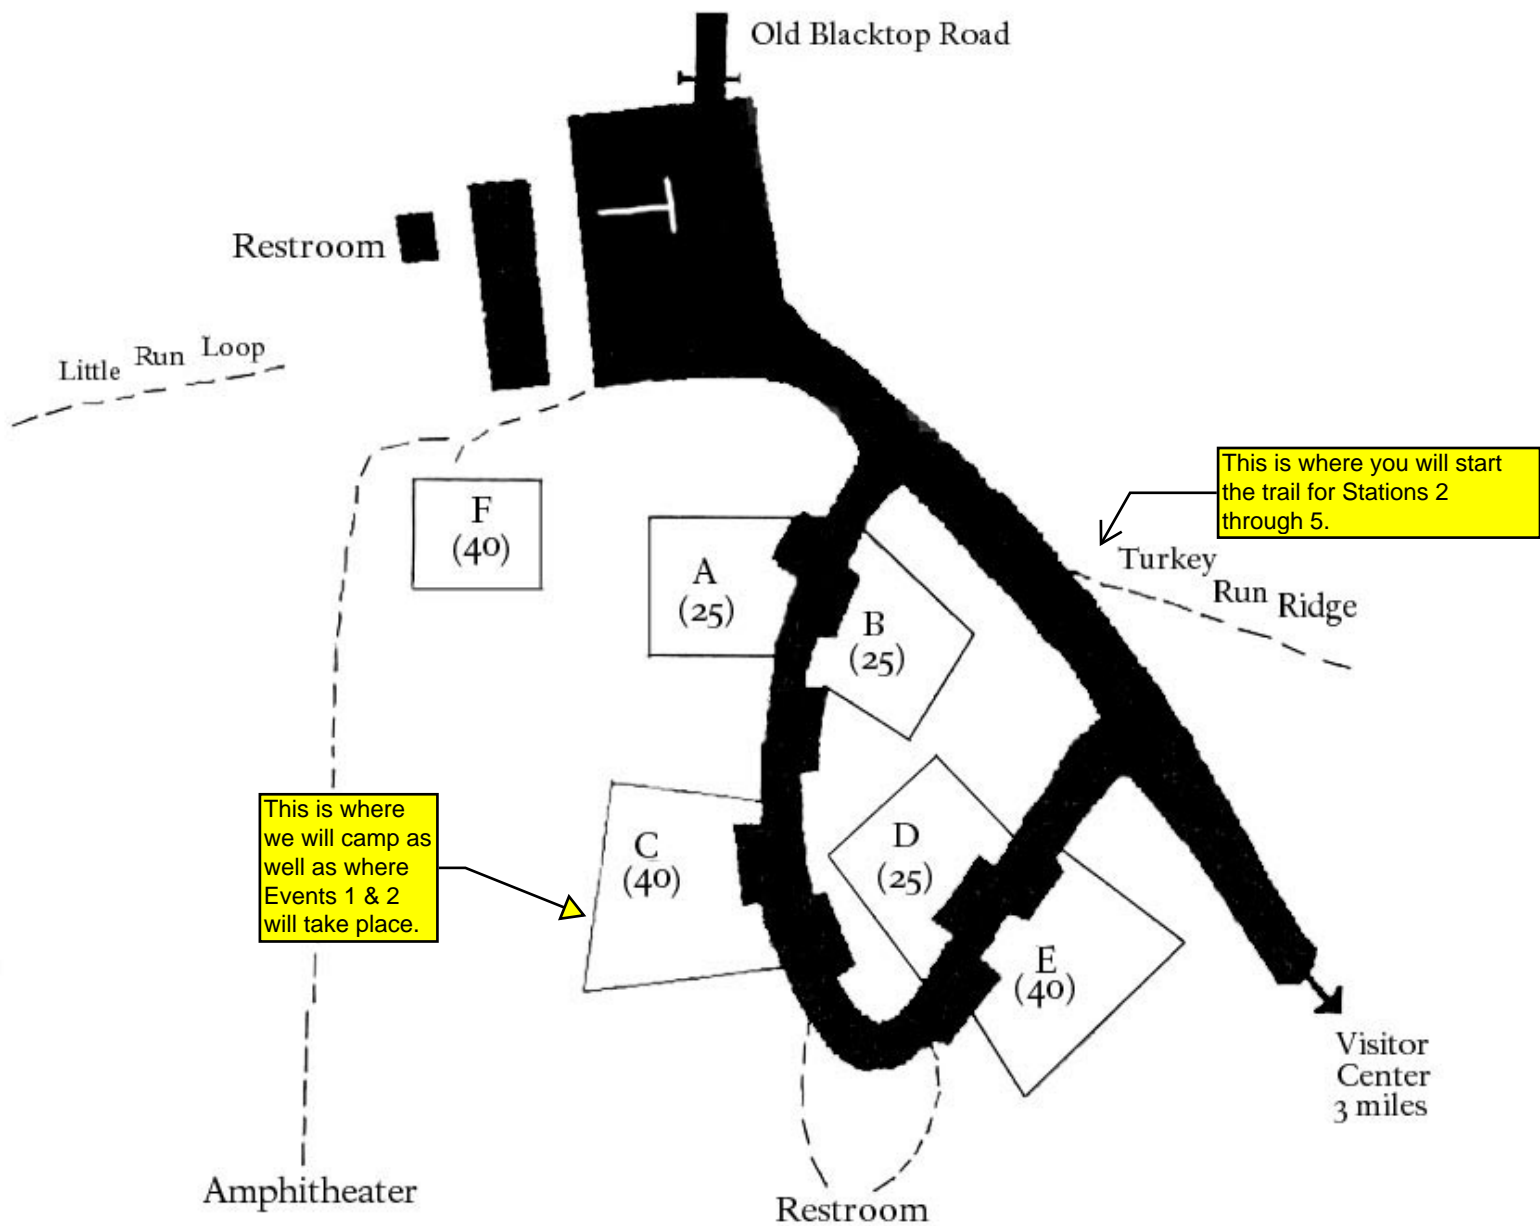 Old Blacktop Road
Restroom
Little Run Loop
This is where you will start
the trail for Stations 2
through 5.
F
(40)
A
(25)
B
(25)
Turkey
Run Ridge
This is where
we will camp as
well as where
Events 1 & 2
will take place.
C
(40)
D
(25)
E
(40)
Visitor
Center
3 miles
Amphitheater
Restroom